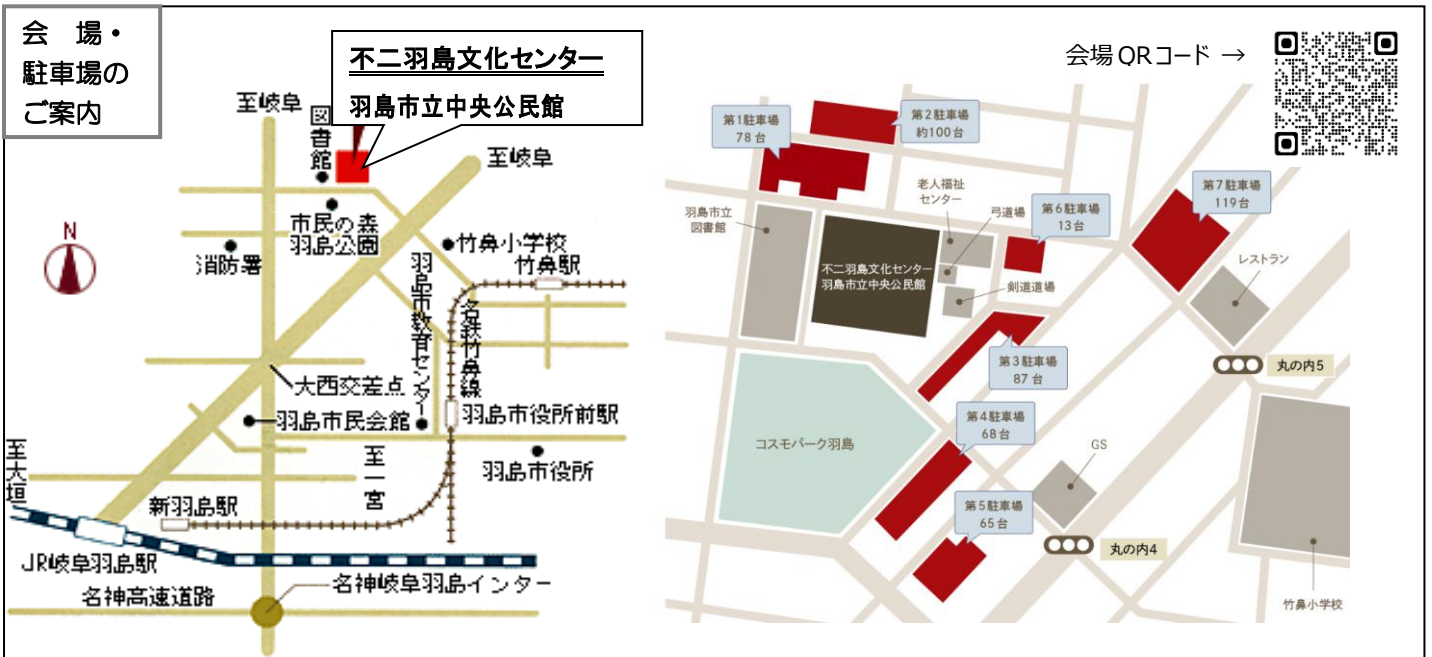 会 場・
駐車場の
ご案内
不二羽島文化センター
羽島市立中央公民館
至岐阜
図書館
至岐阜
市民の森
羽島公園
消防署
竹鼻小学校
竹鼻駅
羽島市教育センター
名鉄竹鼻線
N
大西交差点
羽島市民会館
羽島市役所前駅
羽島市役所
至大垣
至一宮
新羽島駅
JR岐阜羽島駅
名神高速道路
名神岐阜羽島インター
会場QRコード →
第1駐車場
78台
第2駐車場
約100台
老人福祉
センター
弓道場
第6駐車場
13台
第7駐車場
119台
羽島市立
図書館
不二羽島文化センター
羽島市立中央公民館
剣道道場
レストラン
第3駐車場
87台
丸の内5
コスモパーク羽島
第4駐車場
68台
GS
第5駐車場
65台
丸の内4
竹鼻小学校